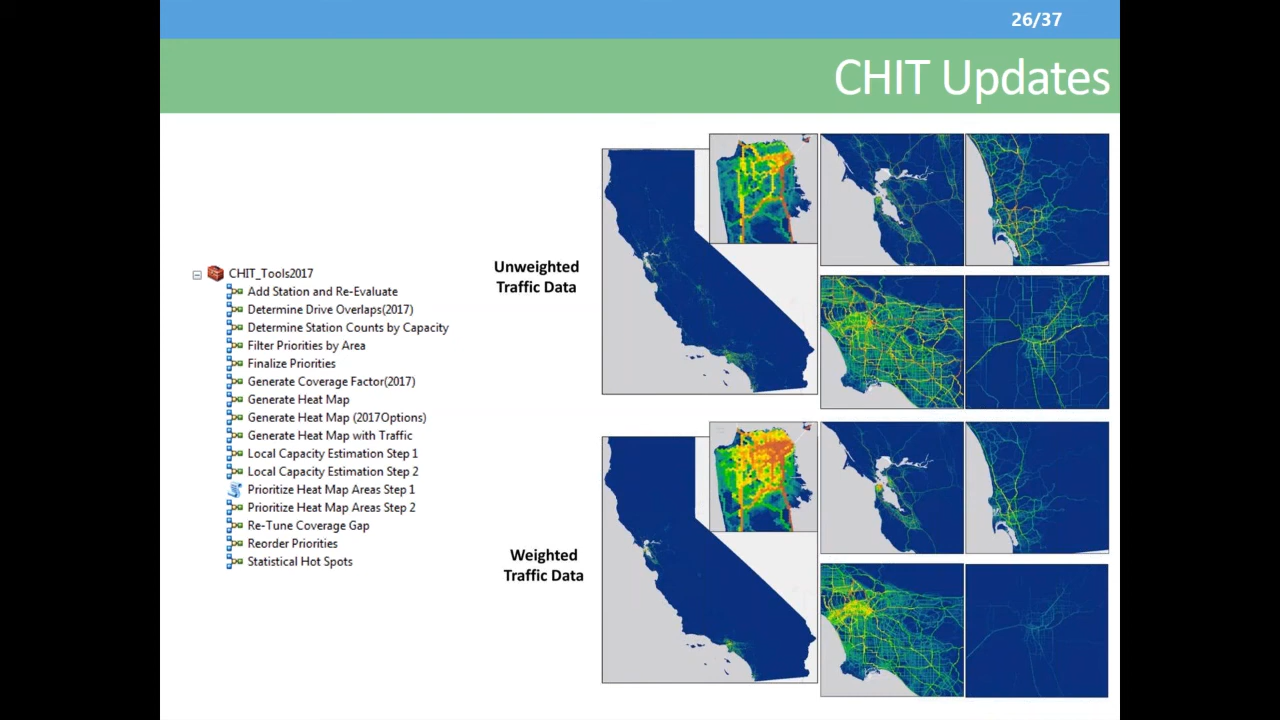 26/37
CHIT Updates
CHIT_Tools2017
Add Station and Re-Evaluate
Determine Drive Overlaps(2017)
Determine Station Counts by Capacity
Filter Priorities by Area
Finalize Priorities
Generate Coverage Factor(2017)
Generate Heat Map
Generate Heat Map (2017Options)
Generate Heat Map with Traffic
Local Capacity Estimation Step 1
Local Capacity Estimation Step 2
Prioritize Heat Map Areas Step 1
Prioritize Heat Map Areas Step 2
Re-Tune Coverage Gap
Reorder Priorities
Statistical Hot Spots
Unweighted
Traffic Data
Weighted
Traffic Data